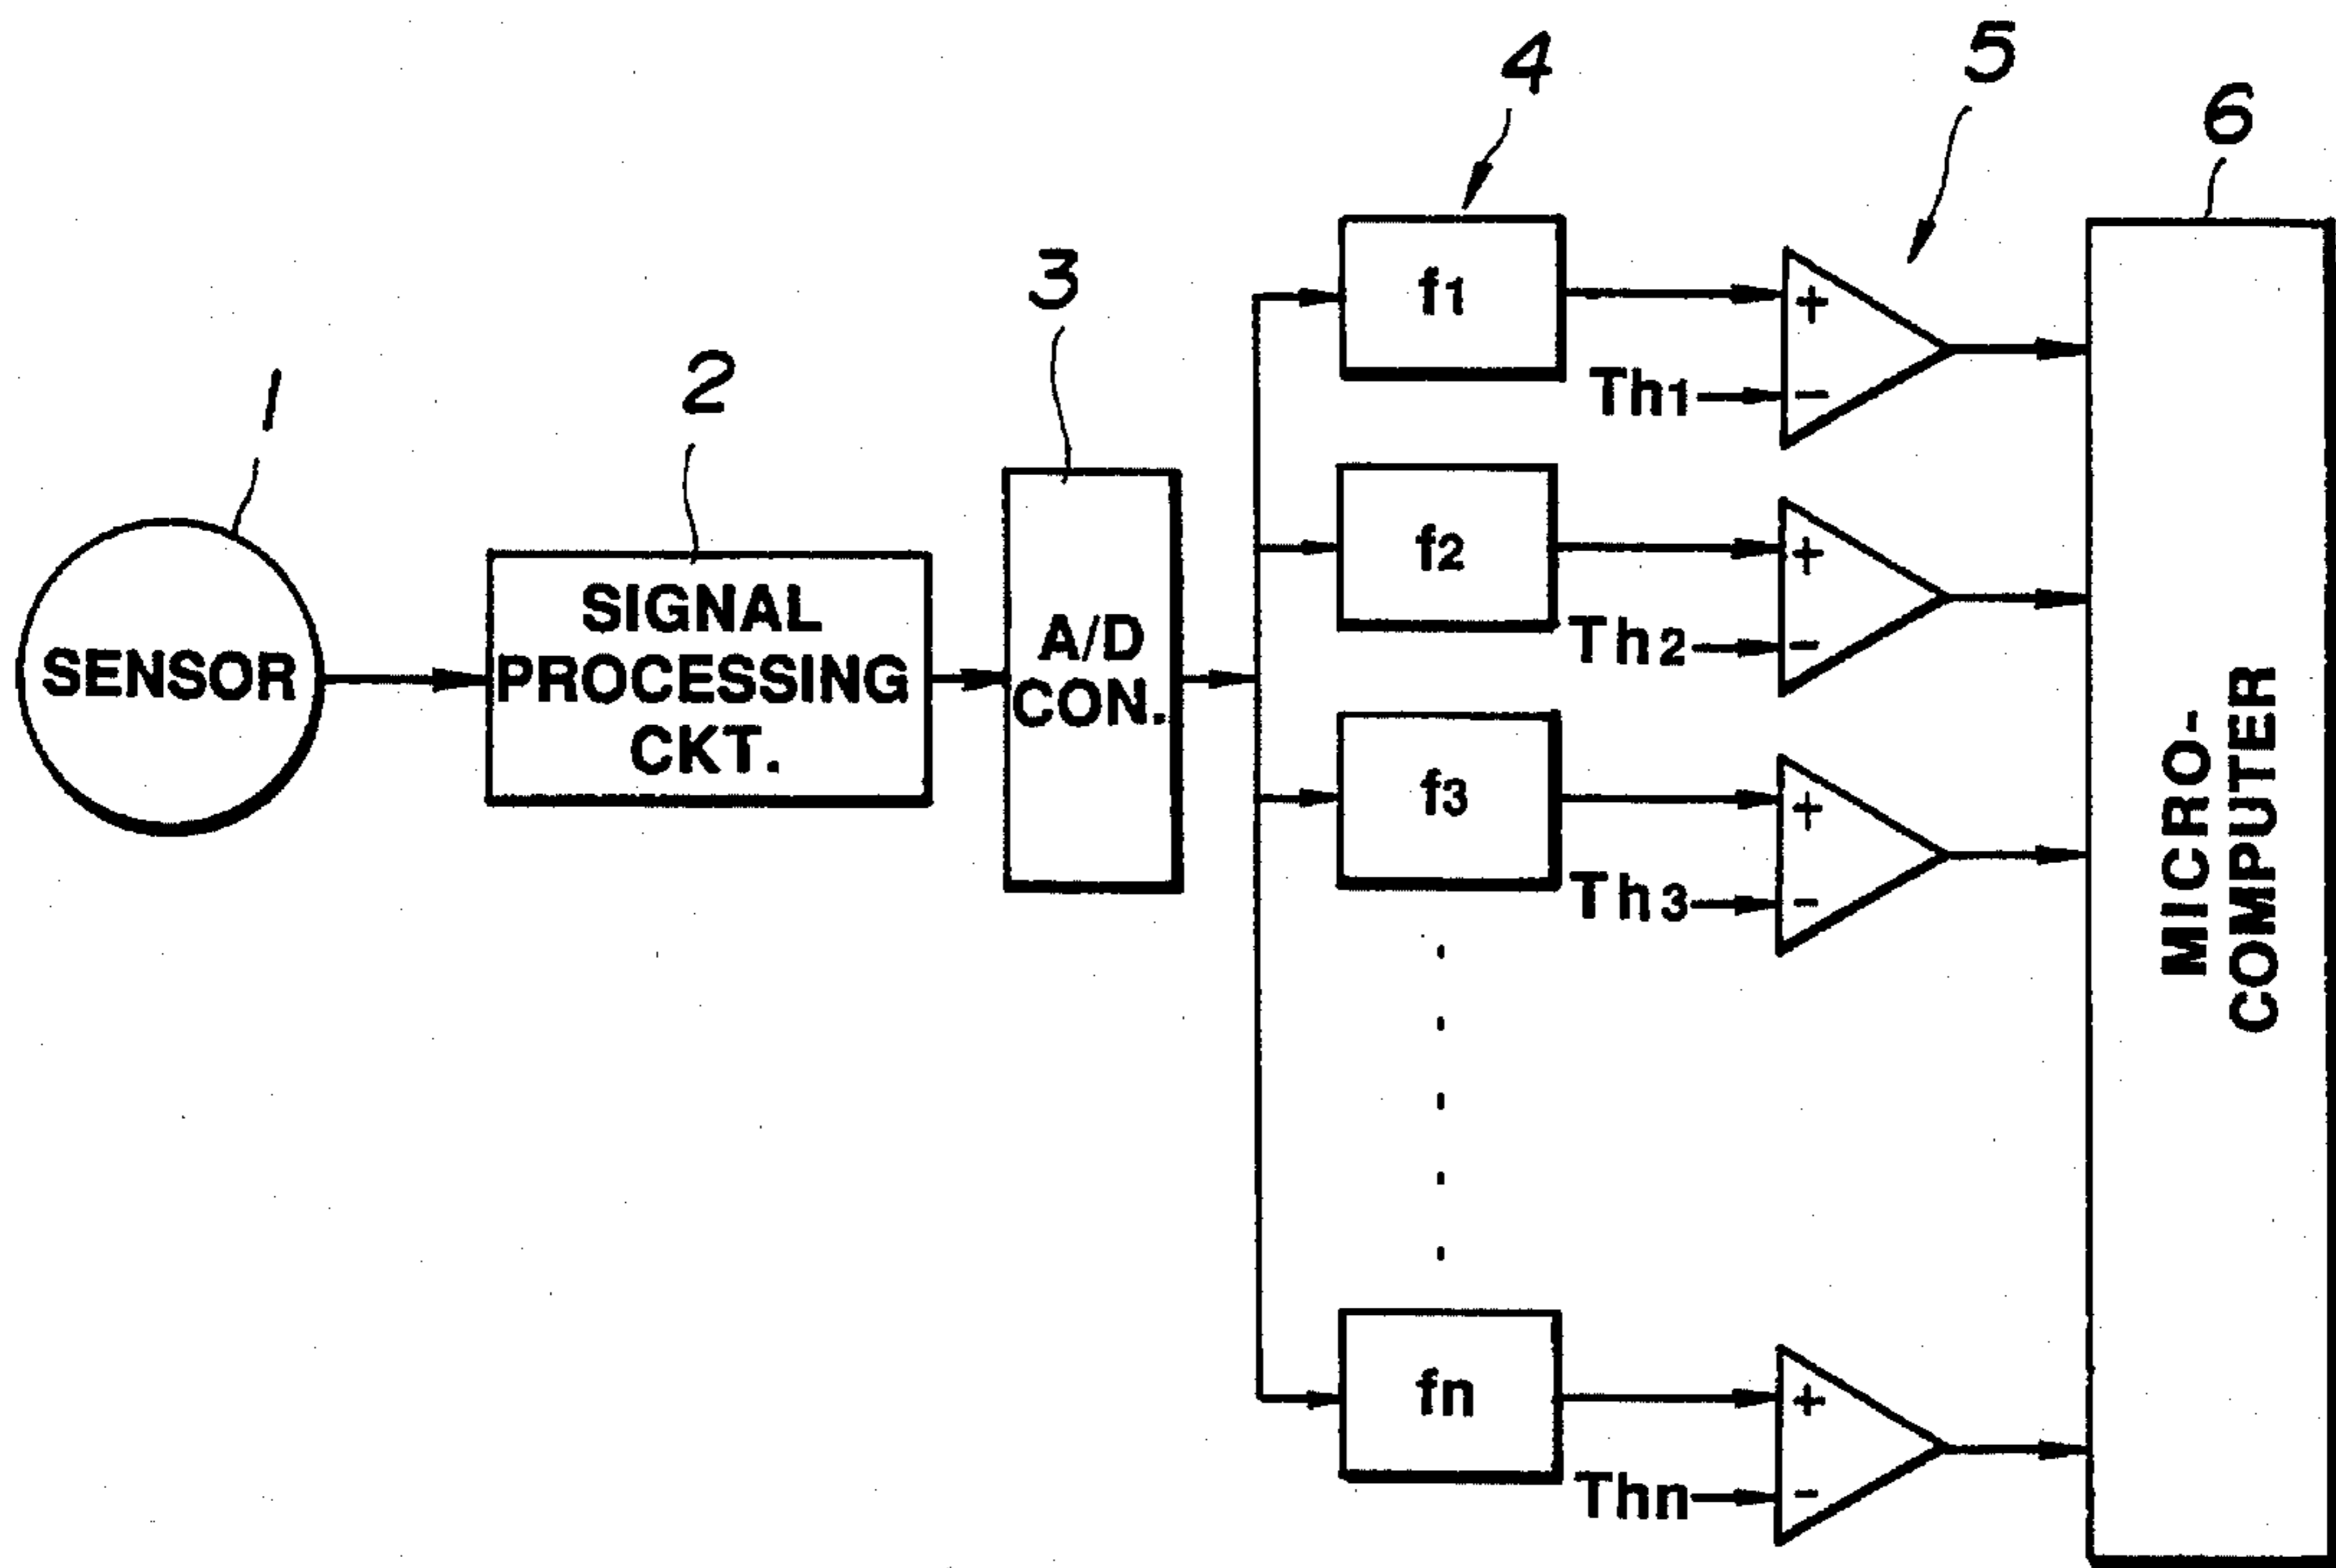 1
SENSOR
2
SIGNAL
PROCESSING
CKT.
3
A/D
CON.
4
f1
f2
f3
fn
5
+
Th1 -
+
Th2 -
+
Th3 -
+
Thn -
6
MICRO-
COMPUTER